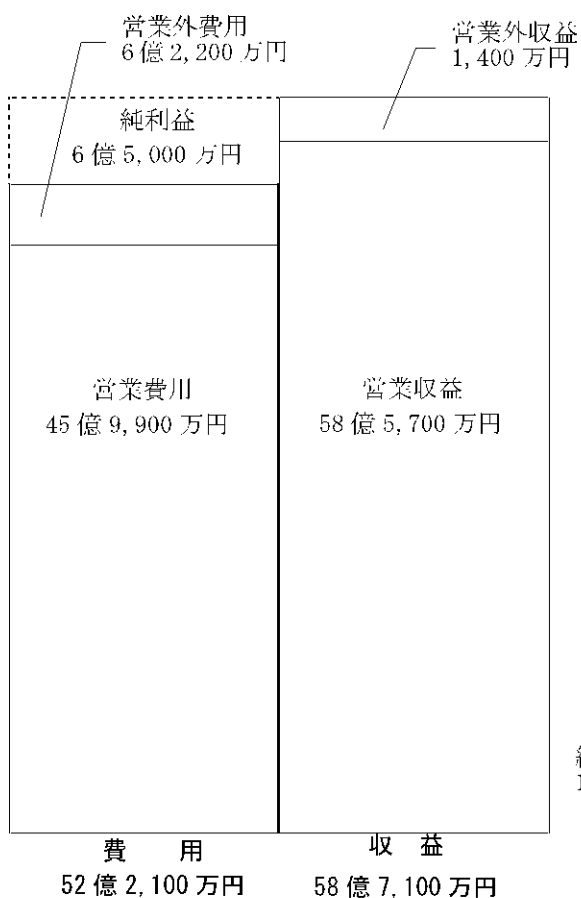 営業外費用
6億2,200万円
営業外収益
1,400万円
純利益
6億5,000万円
営業費用
45億9,900万円
営業収益
58億5,700万円
費 用
52億2,100万円
収 益
58億7,100万円